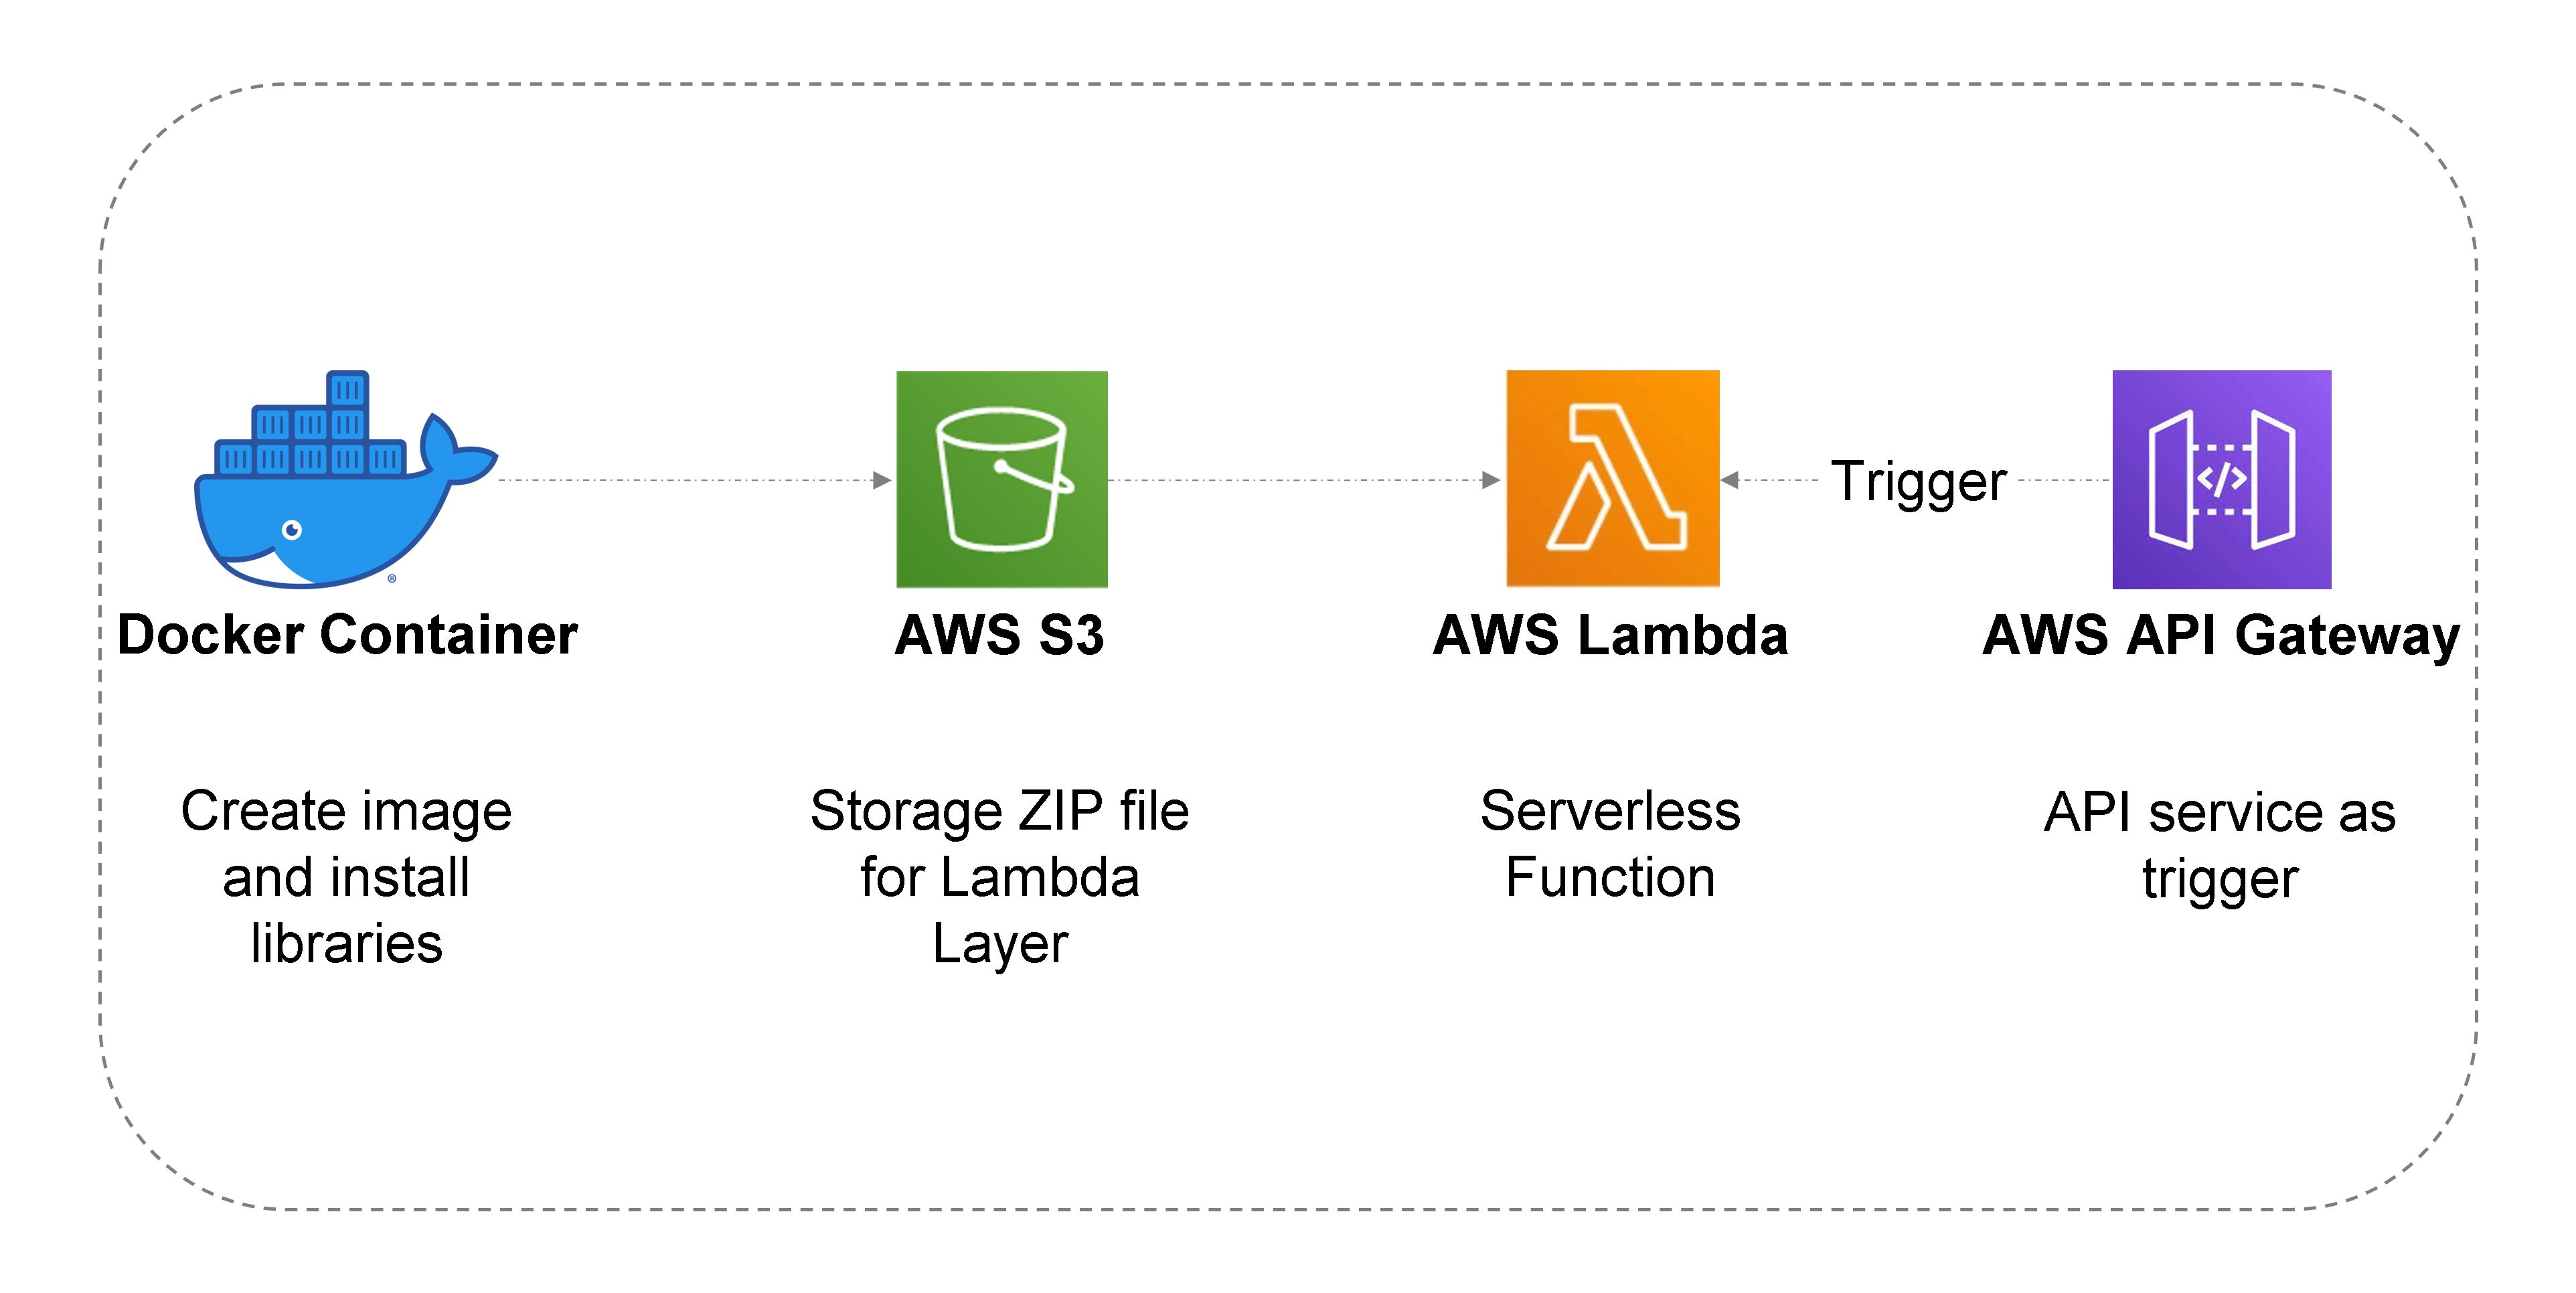 Trigger
®
Docker Container
AWS S3
AWS Lambda
AWS API Gateway
Create image
and install
libraries
Storage ZIP file
for Lambda
Layer
Serverless
Function
API service as
trigger